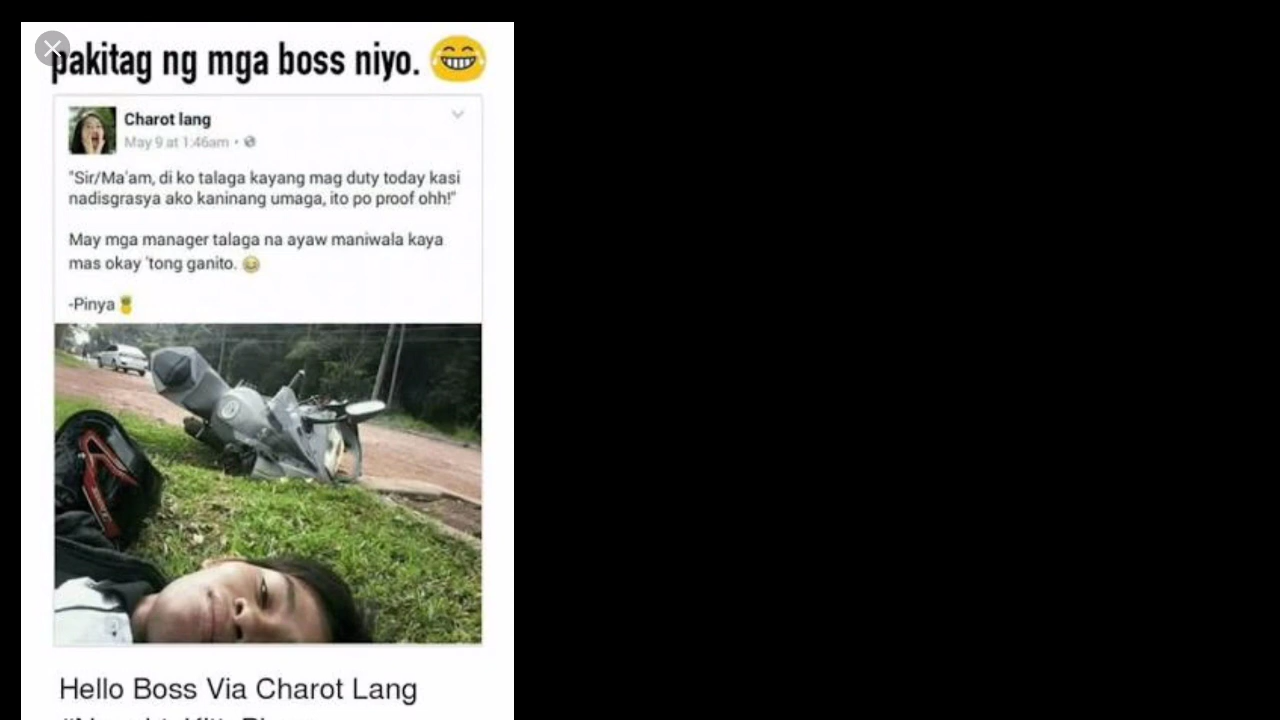 pakitag ng mga boss niyo. 😂
Charot lang
May 9 at 1:46am •
"Sir/Ma'am, di ko talaga kayang mag duty today kasi
nadisgrasya ako kaninang umaga, ito po proof ohh!"
May mga manager talaga na ayaw maniwala kaya
mas okay 'tong ganito. 😂
-Pinya 🍍
Hello Boss Via Charot Lang